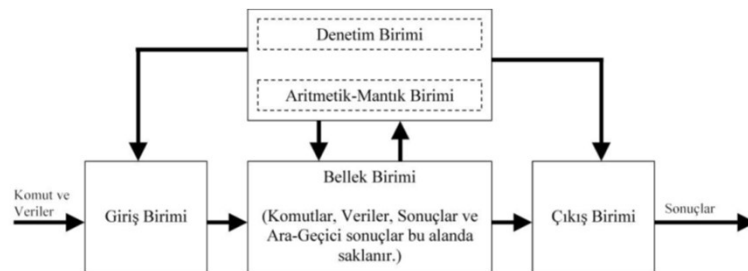 Denetim Birimi
Aritmetik-Mantık Birimi
Komut ve
Veriler
Giriş Birimi
Bellek Birimi
(Komutlar, Veriler, Sonuçlar ve
Ara-Geçici sonuçlar bu alanda
saklanır.)
Çıkış Birimi
Sonuçlar